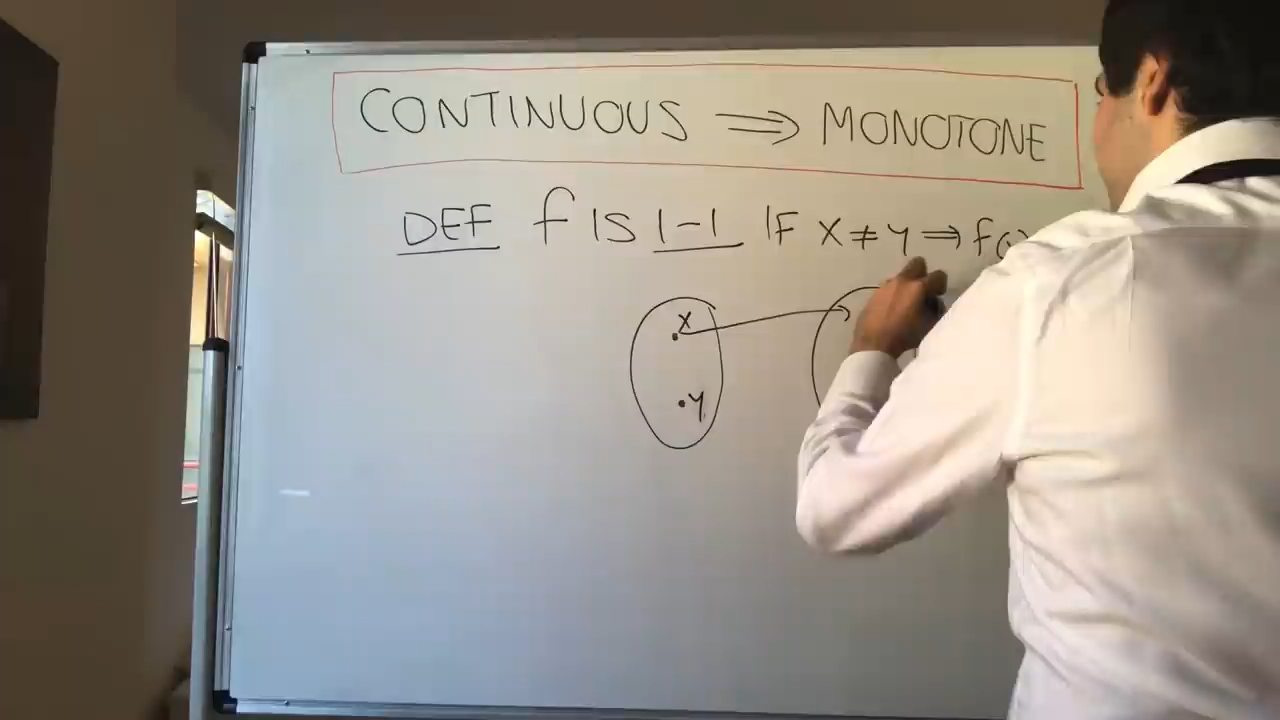 CONTINUOUS ⇒ MONOTONE
DEF f IS 1-1 IF X ≠ Y ⇒ f(
X
Y